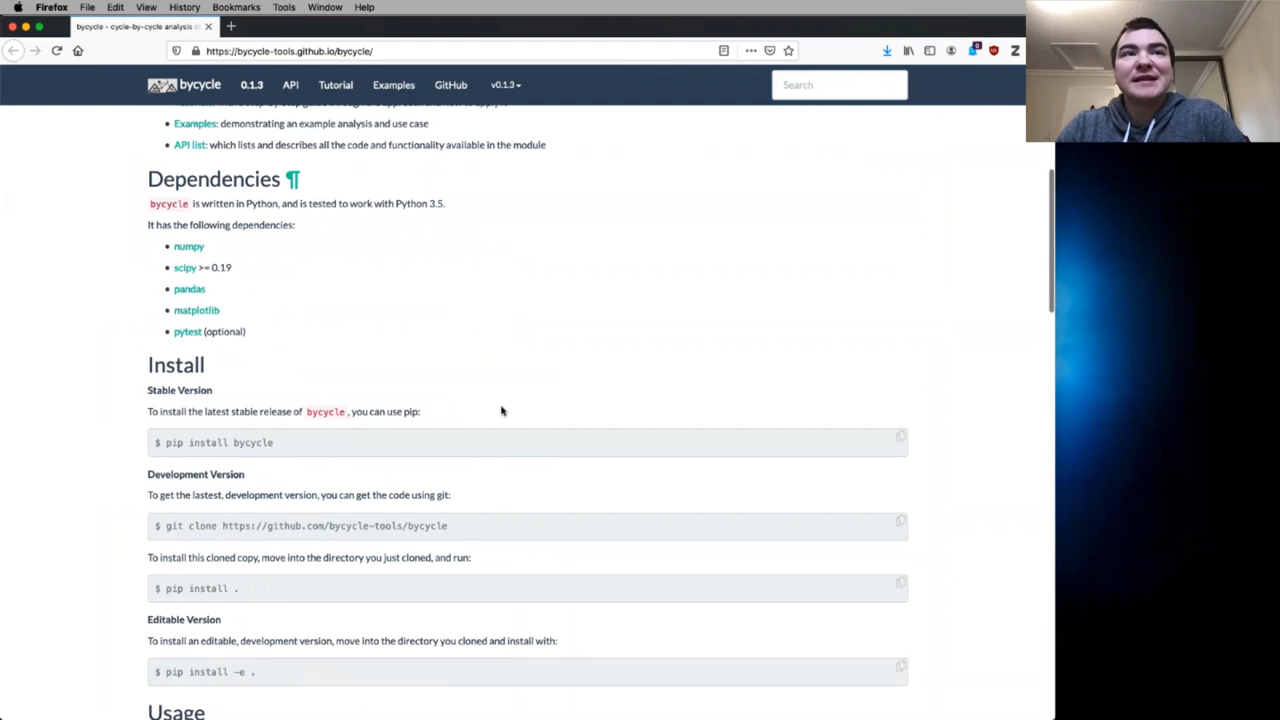 Firefox File Edit View History Bookmarks Tools Window Help
bycycle - cycle-by-cycle analysis
https://bycycle-tools.github.io/bycycle/
bycycle 0.1.3 API Tutorial Examples GitHub v0.1.3 Search
Examples: demonstrating an example analysis and use case
API list: which lists and describes all the code and functionality available in the module
Dependencies ¶
bycycle is written in Python, and is tested to work with Python 3.5.
It has the following dependencies:
numpy
scipy >= 0.19
pandas
matplotlib
pytest (optional)
Install
Stable Version
To install the latest stable release of bycycle, you can use pip:
$ pip install bycycle
Development Version
To get the lastest, development version, you can get the code using git:
$ git clone https://github.com/bycycle-tools/bycycle
To install this cloned copy, move into the directory you just cloned, and run:
$ pip install .
Editable Version
To install an editable, development version, move into the directory you cloned and install with:
$ pip install -e .
Usage